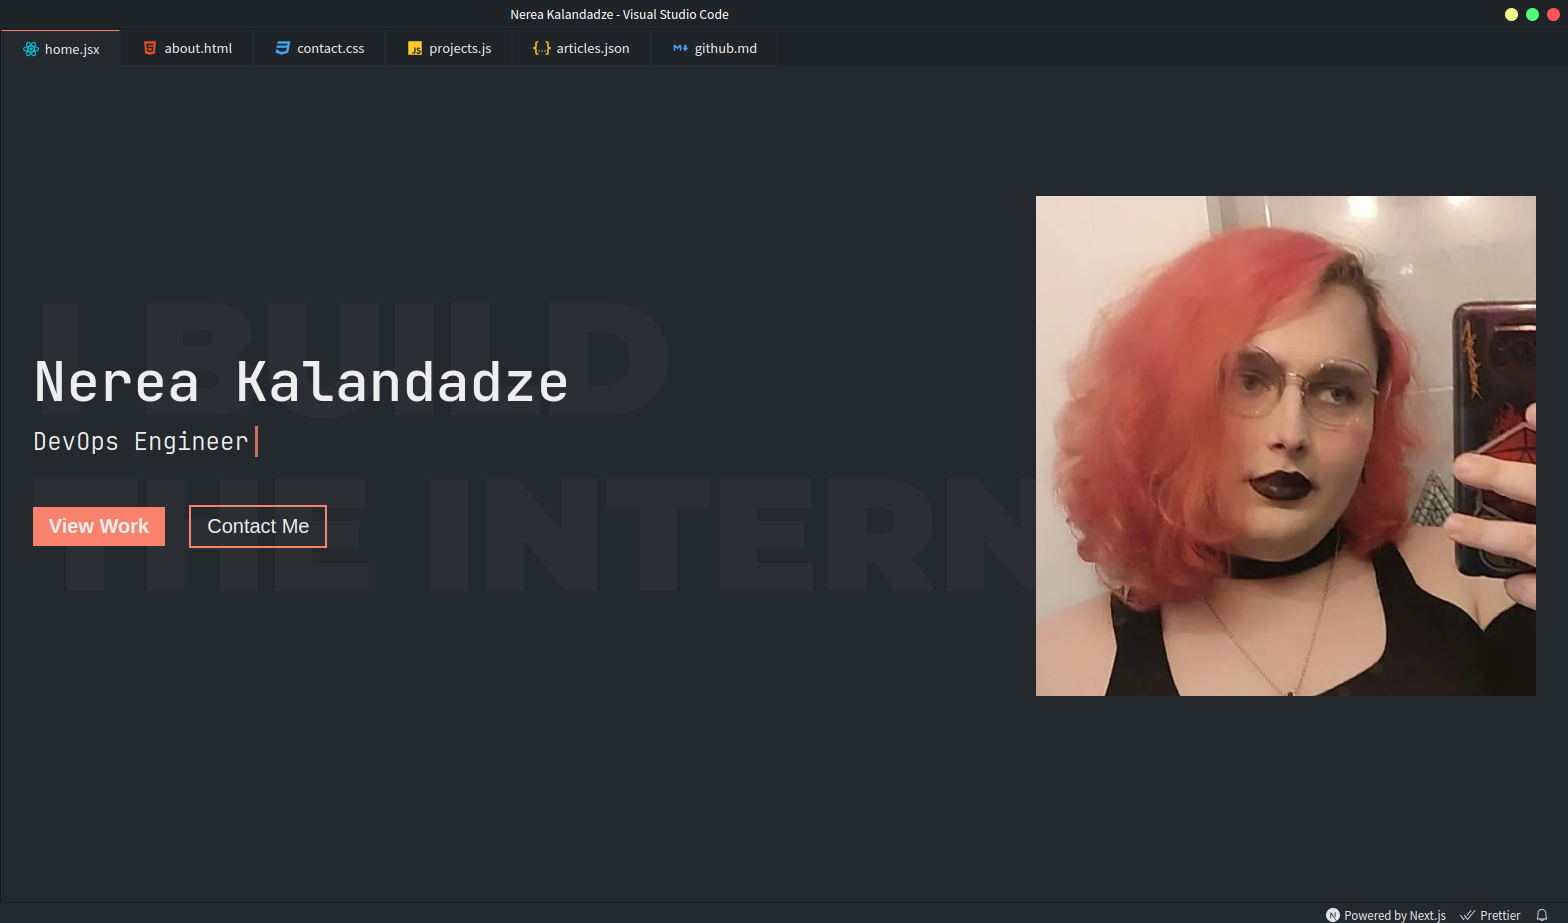 Nerea Kalandadze - Visual Studio Code
home.jsx
about.html
contact.css
projects.js
articles.json
github.md
I BUILD
Nerea Kalandadze
DevOps Engineer
THE INTERN
View Work
Contact Me
Powered by Next.js
Prettier